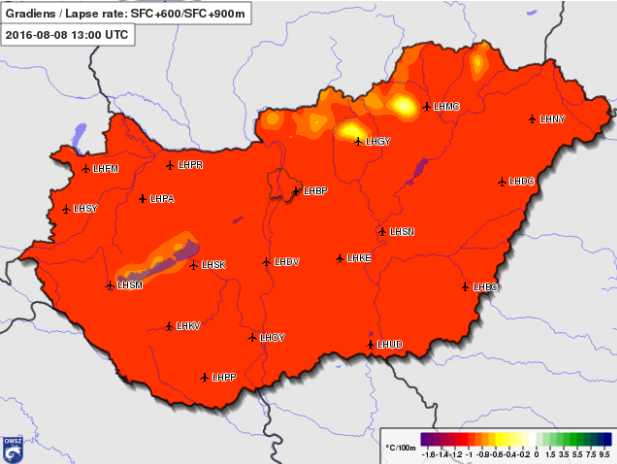 Gradiens / Lapse rate: SFC+600/SFC+900m
2016-08-08 13:00 UTC
LHMC
LHNY
LHGY
LHFM
LHPR
LHBP
LHDC
LHPA
LHSY
LHSN
LHSK
LHDV
LHKE
LHSM
LHBC
LHKV
LHOY
LHUD
LHPP
OMSZ
°C/100m
-1.6 -1.4 -1.2 -1 -0.8 -0.6 -0.4 -0.2 0 1.5 3.5 5.5 7.5 9.5